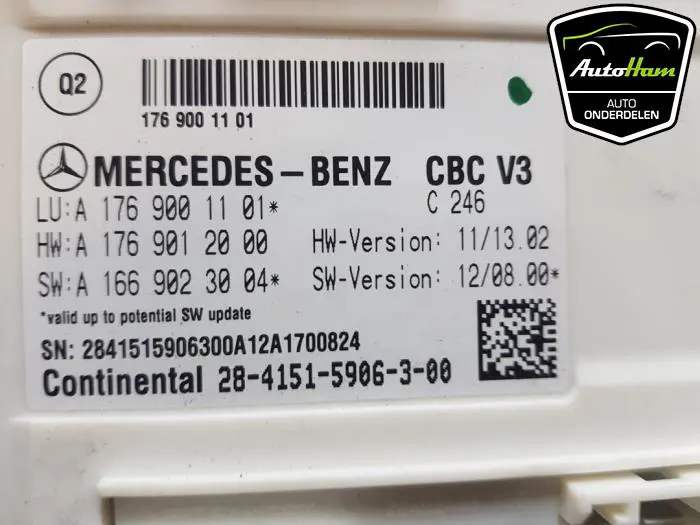 Q2
176 900 11 01
AutoHam
AUTO
ONDERDELEN
MERCEDES-BENZ CBC V3
LU:A 176 900 11 01* C 246
HW:A 176 901 20 00 HW-Version: 11/13.02
SW:A 166 902 30 04* SW-Version: 12/08.00*
*valid up to potential SW update
SN: 2841515906300A12A1700824
Continental 28-4151-5906-3-00